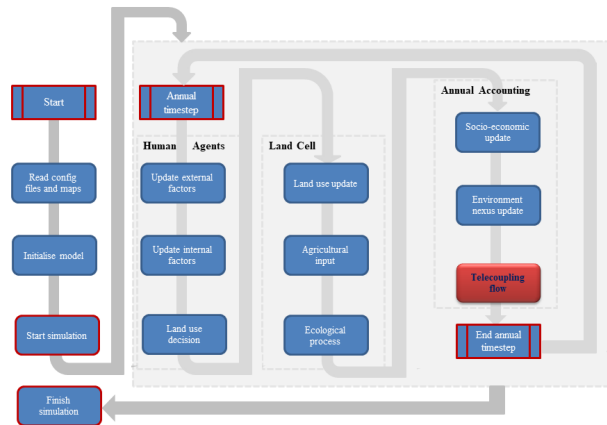 Start
Read config
files and maps
Initialise model
Start simulation
Finish
simulation
Annual
timestep
Human Agents
Update external
factors
Update internal
factors
Land use
decision
Land Cell
Land use update
Agricultural
input
Ecological
process
Annual Accounting
Socio-economic
update
Environment
nexus update
Telecoupling
flow
End annual
timestep